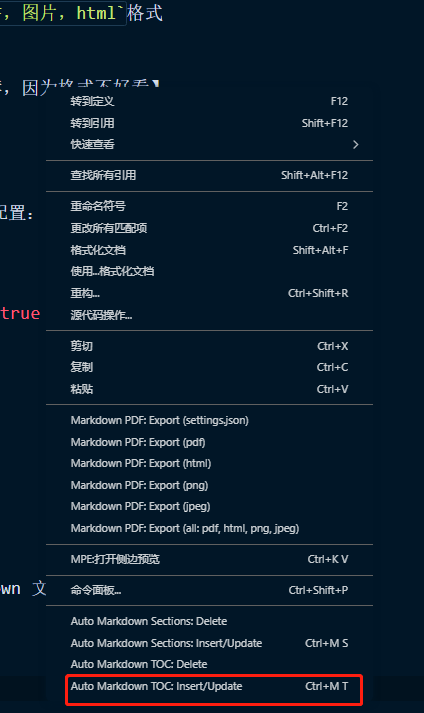 ，图片，html`格式
，因为格式不好看】
转到定义 F12
转到引用 Shift+F12
快速查看
查找所有引用 Shift+Alt+F12
配置：
重命名符号 F2
更改所有匹配项 Ctrl+F2
格式化文档 Shift+Alt+F
使用...格式化文档
重构... Ctrl+Shift+R
true
源代码操作...
剪切 Ctrl+X
复制 Ctrl+C
粘贴 Ctrl+V
Markdown PDF: Export (settings.json)
Markdown PDF: Export (pdf)
Markdown PDF: Export (html)
Markdown PDF: Export (png)
Markdown PDF: Export (jpeg)
Markdown PDF: Export (all: pdf, html, png, jpeg)
MPE:打开侧边预览 Ctrl+K V
own 文
命令面板... Ctrl+Shift+P
Auto Markdown Sections: Delete
Auto Markdown Sections: Insert/Update Ctrl+M S
Auto Markdown TOC: Delete
Auto Markdown TOC: Insert/Update Ctrl+M T